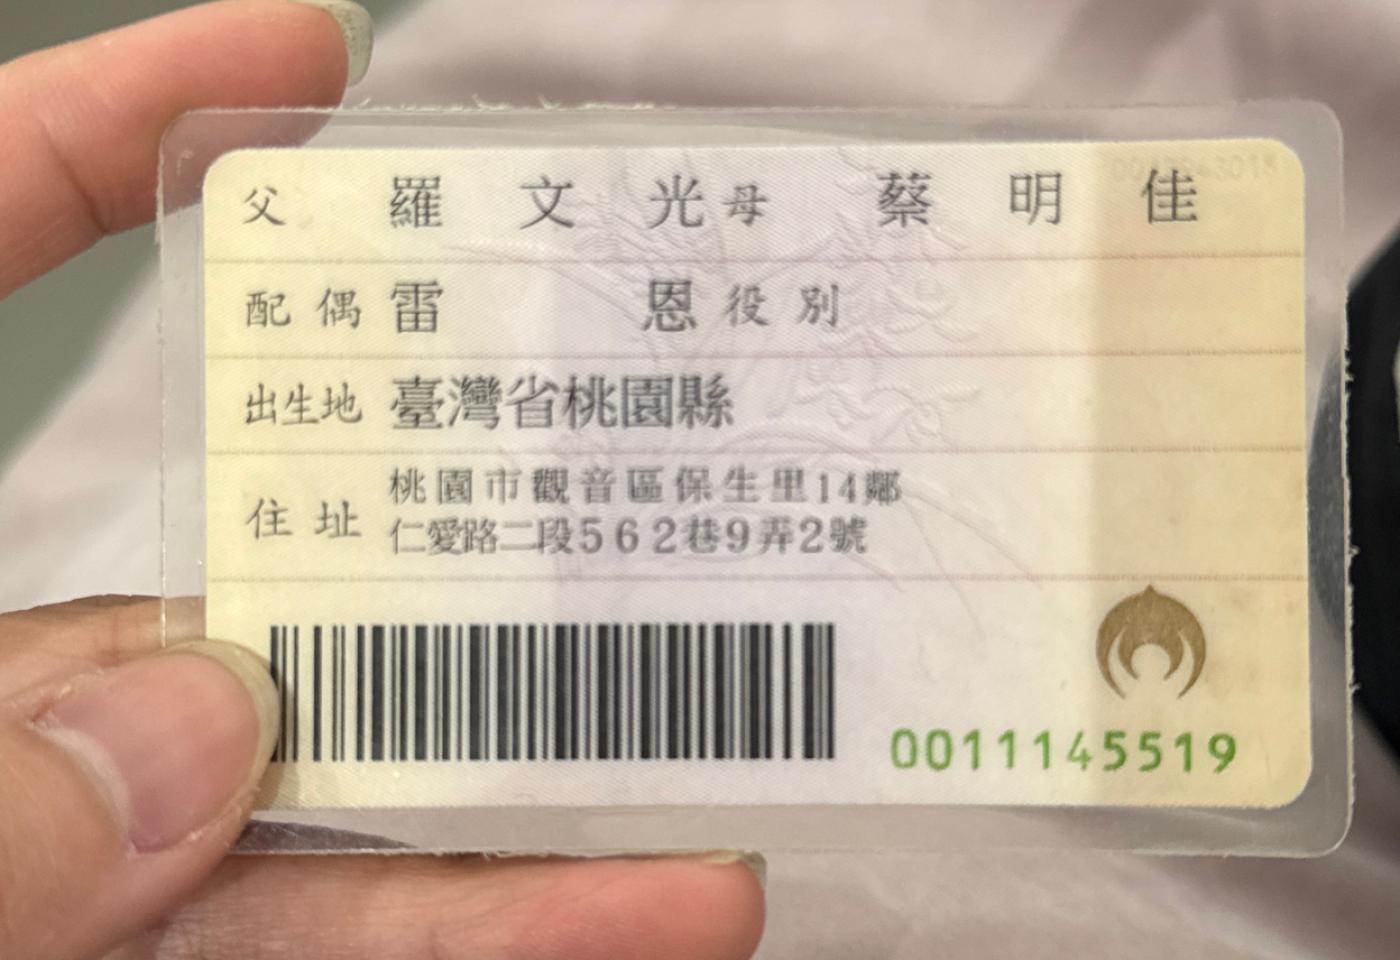 父 羅文光 母 蔡明佳
配偶 雷恩 役別
出生地 臺灣省桃園縣
住址 桃園市觀音區保生里14鄰
仁愛路二段562巷9弄2號
0011145519